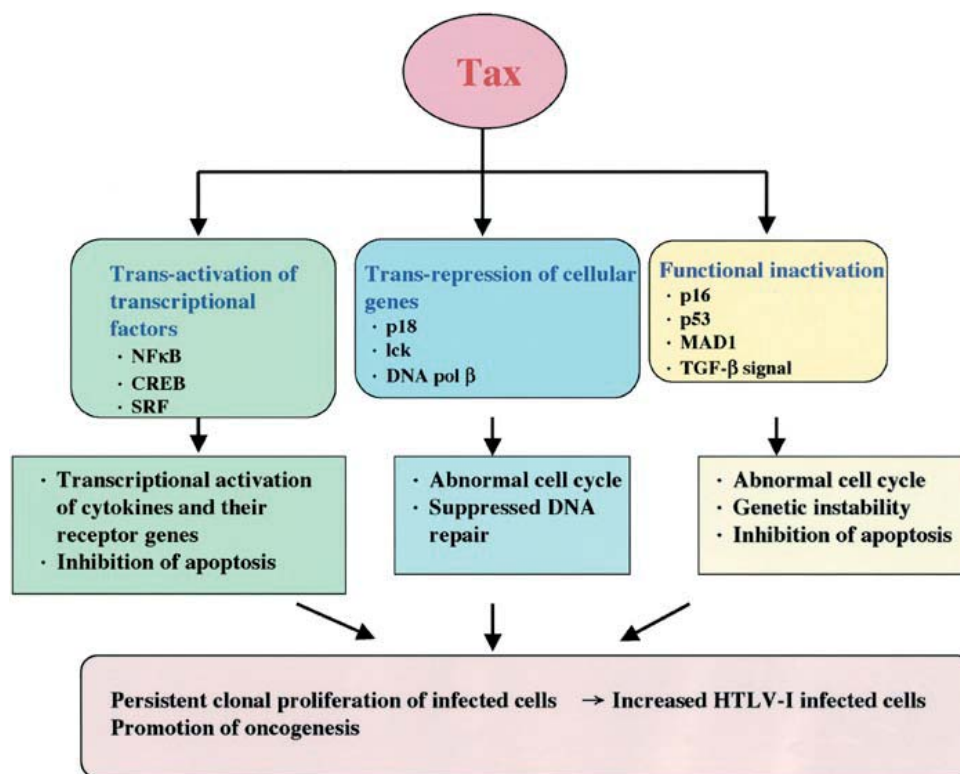 Tax
Trans-activation of
transcriptional
factors
· NFκB
· CREB
· SRF
Trans-repression of cellular
genes
· p18
· lck
· DNA pol β
Functional inactivation
· p16
· p53
· MAD1
· TGF-β signal
· Transcriptional activation
of cytokines and their
receptor genes
· Inhibition of apoptosis
· Abnormal cell cycle
· Suppressed DNA
repair
· Abnormal cell cycle
· Genetic instability
· Inhibition of apoptosis
Persistent clonal proliferation of infected cells → Increased HTLV-I infected cells
Promotion of oncogenesis